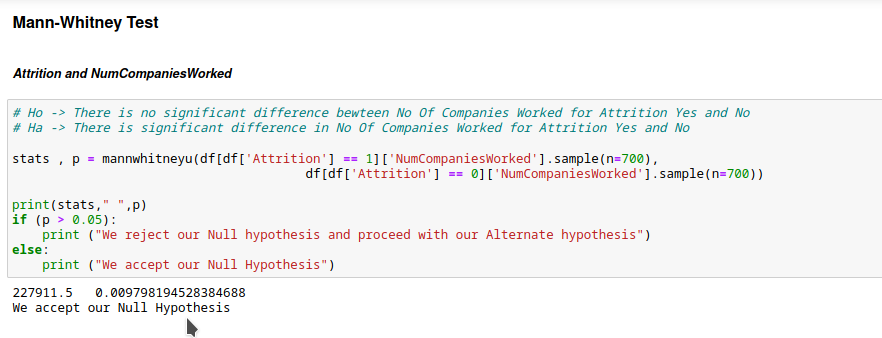 Mann-Whitney Test
Attrition and NumCompaniesWorked
# Ho -> There is no significant difference bewteen No Of Companies Worked for Attrition Yes and No
# Ha -> There is significant difference in No Of Companies Worked for Attrition Yes and No
stats , p = mannwhitneyu(df[df['Attrition'] == 1]['NumCompaniesWorked'].sample(n=700),
df[df['Attrition'] == 0]['NumCompaniesWorked'].sample(n=700))
print(stats," ",p)
if (p > 0.05):
print ("We reject our Null hypothesis and proceed with our Alternate hypothesis")
else:
print ("We accept our Null Hypothesis")
227911.5   0.009798194528384688
We accept our Null Hypothesis